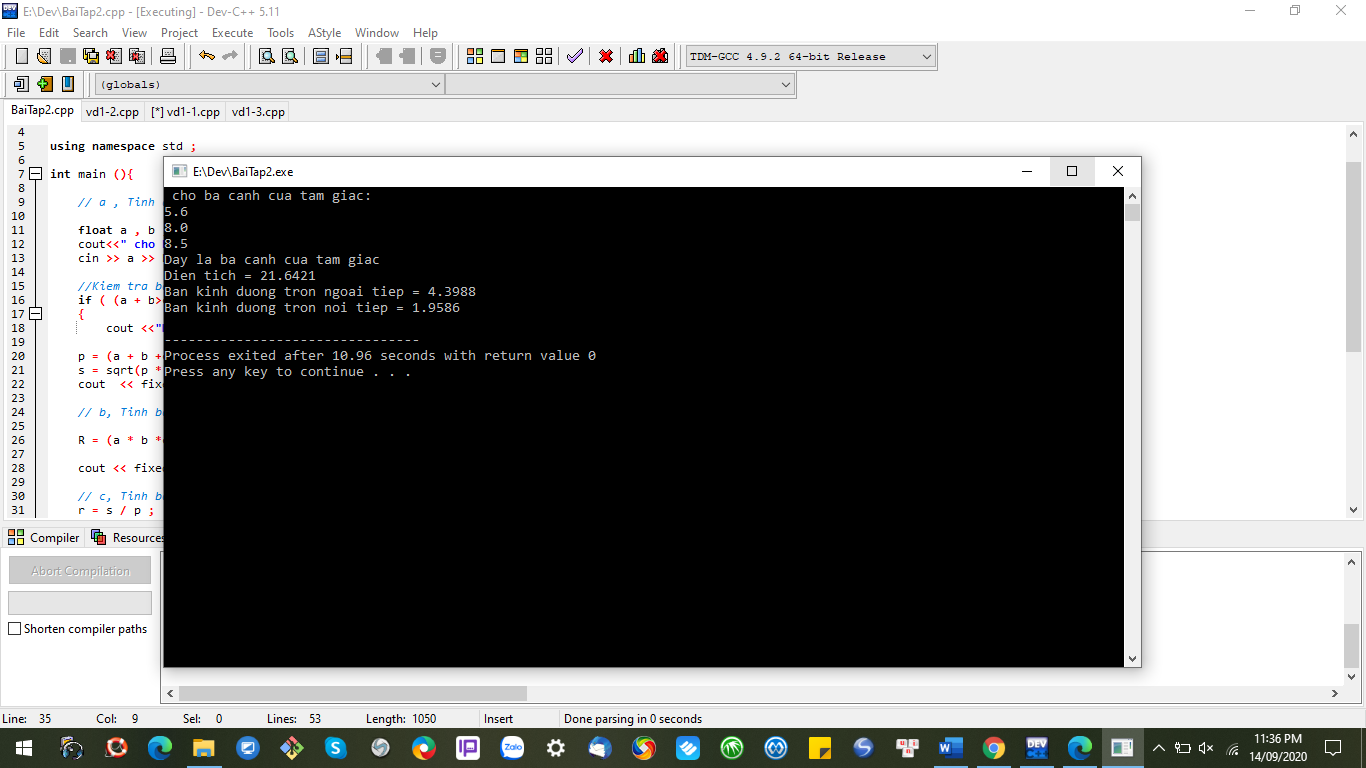 E:\Dev\BaiTap2.cpp - [Executing] - Dev-C++ 5.11
File Edit Search View Project Execute Tools AStyle Window Help
TDM-GCC 4.9.2 64-bit Release
(globals)
BaiTap2.cpp vd1-2.cpp [*] vd1-1.cpp vd1-3.cpp
4
5 using namespace std ;
6
7 int main (){
8
9 // a , Tinh
10
11 float a , b
12 cout<<" cho
13 cin >> a >>
14
15 //Kiem tra b
16 if ( (a + b>
17 {
18 cout <<"
19
20 p = (a + b +
21 s = sqrt(p *
22 cout << fix
23
24 // b, Tinh b
25
26 R = (a * b *
27
28 cout << fixe
29
30 // c, Tinh b
31 r = s / p ;
E:\Dev\BaiTap2.exe
cho ba canh cua tam giac:
5.6
8.0
8.5
Day la ba canh cua tam giac
Dien tich = 21.6421
Ban kinh duong tron ngoai tiep = 4.3988
Ban kinh duong tron noi tiep = 1.9586
--------------------------------
Process exited after 10.96 seconds with return value 0
Press any key to continue . . .
Compiler Resources
Abort Compilation
Shorten compiler paths
Line: 35 Col: 9 Sel: 0 Lines: 53 Length: 1050 Insert Done parsing in 0 seconds
Zalo
DEV
11:36 PM
14/09/2020